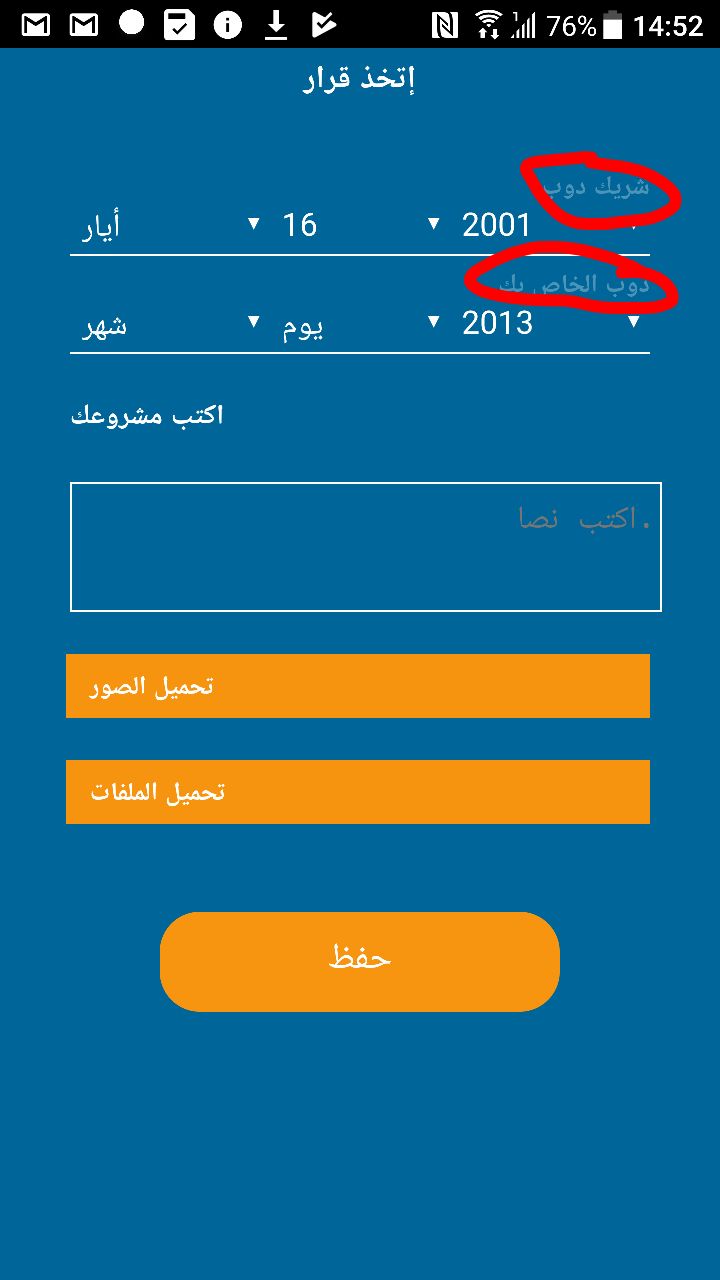 76% 14:52
إتخذ قرار
شريك دوب
أيار 16 2001
دوب الخاص بك
شهر يوم 2013
اكتب مشروعك
اكتب نصا.
تحميل الصور
تحميل الملفات
حفظ